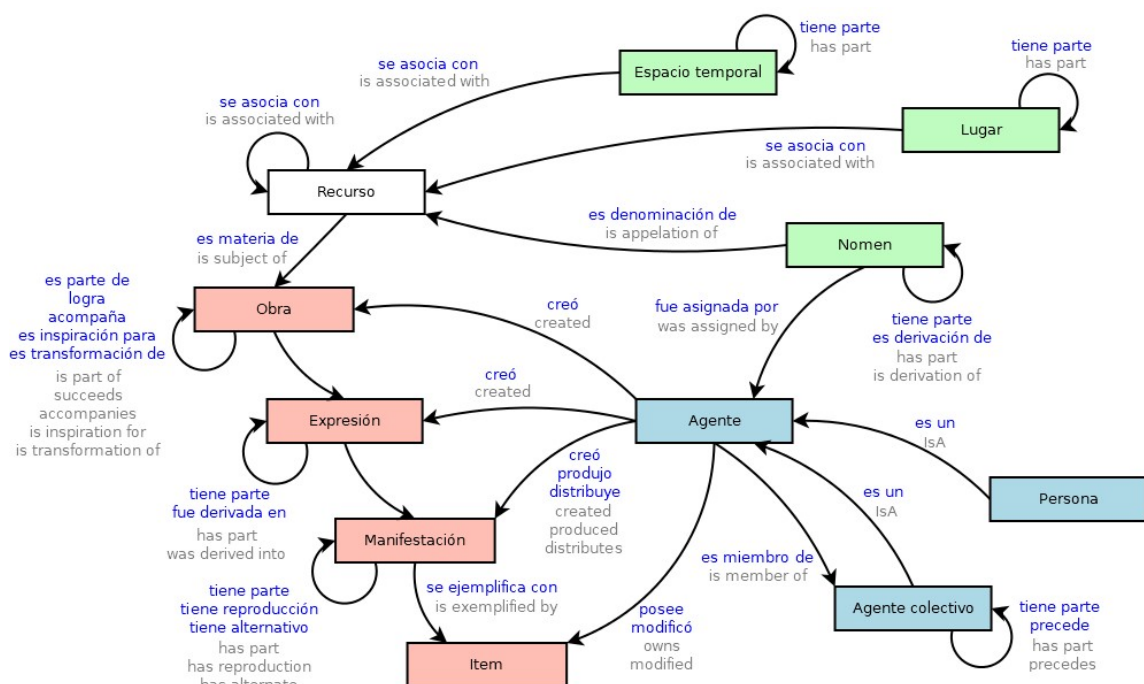 tiene parte
has part
Espacio temporal
tiene parte
has part
se asocia con
is associated with
Lugar
se asocia con
is associated with
se asocia con
is associated with
Recurso
es denominación de
is appelation of
Nomen
es materia de
is subject of
es parte de
logra
acompaña
es inspiración para
es transformación de
is part of
succeeds
accompanies
is inspiration for
is transformation of
Obra
creó
created
fue asignada por
was assigned by
tiene parte
es derivación de
has part
is derivation of
creó
created
Expresión
Agente
es un
IsA
tiene parte
fue derivada en
has part
was derived into
creó
produjo
distribuye
created
produced
distributes
es un
IsA
Persona
Manifestación
es miembro de
is member of
tiene parte
tiene reproducción
tiene alternativo
has part
has reproduction
has alternate
se ejemplifica con
is exemplified by
posee
modificó
owns
modified
Agente colectivo
tiene parte
precede
has part
precedes
Item